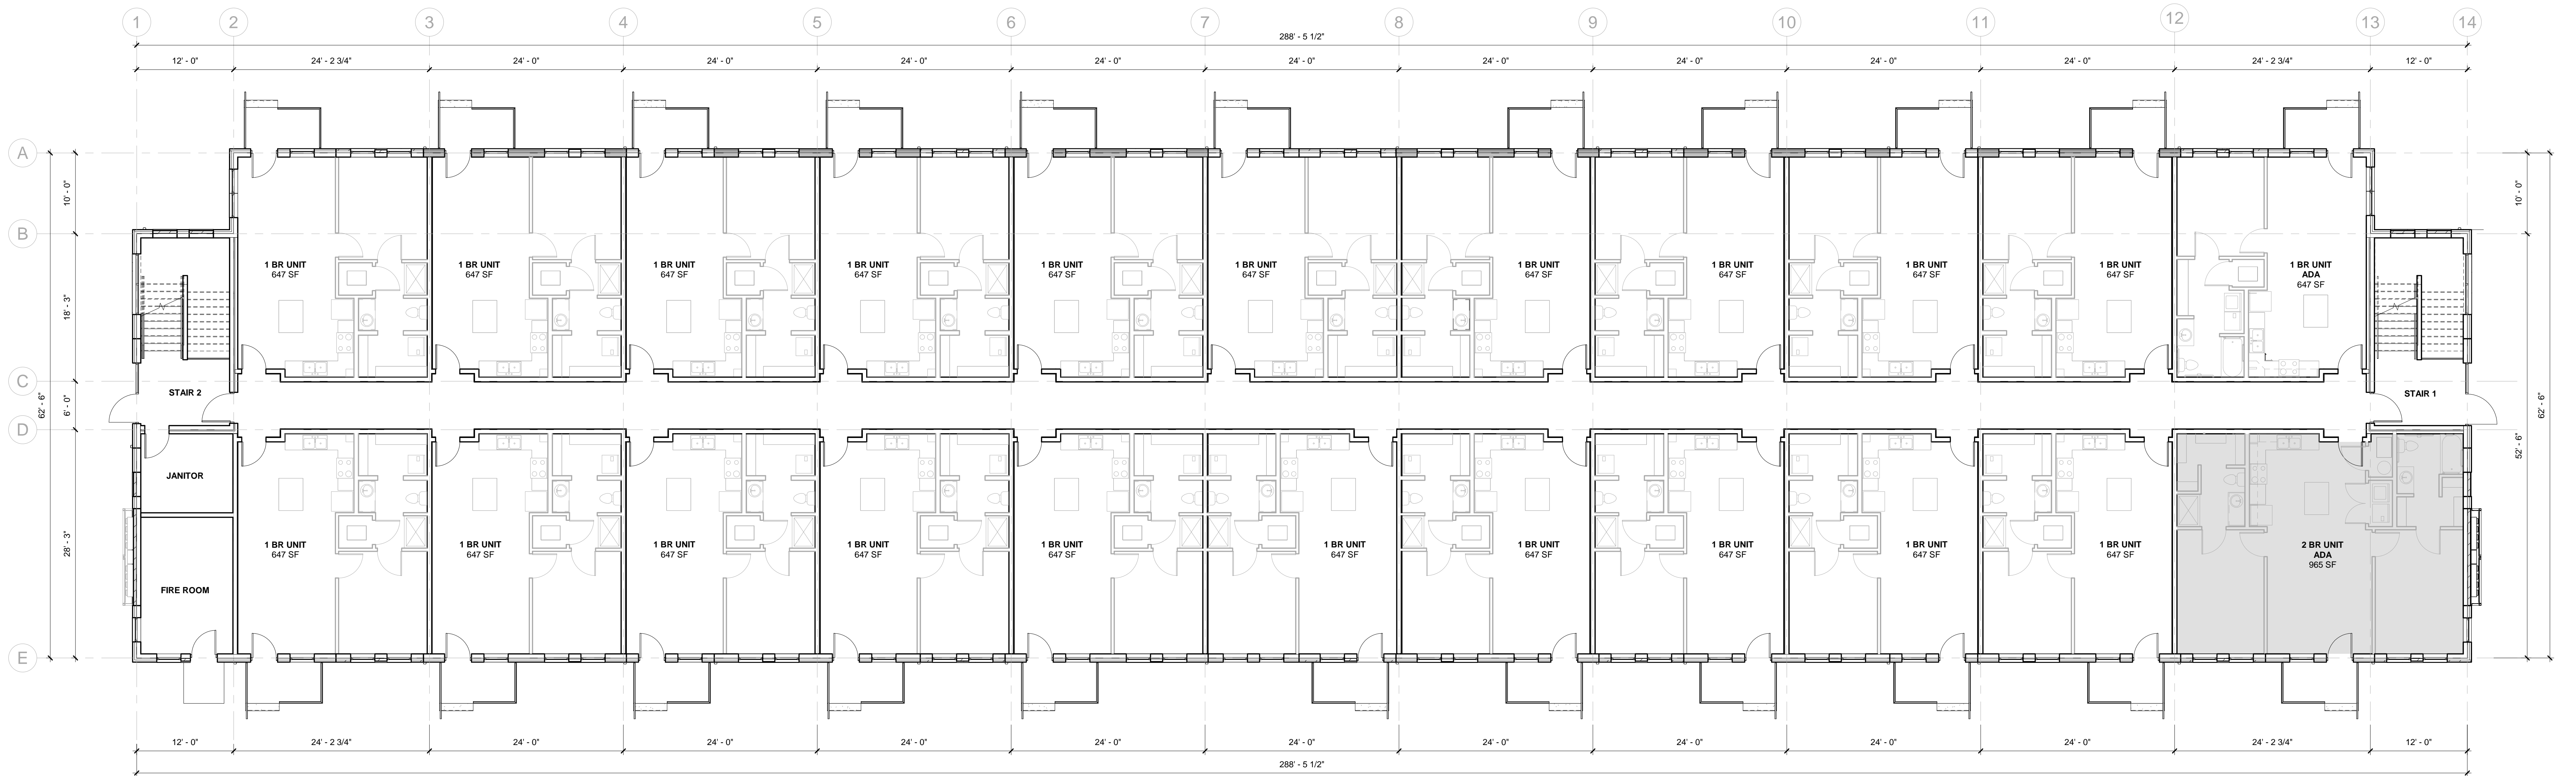 1 2 3 4 5 6 7 8 9 10 11 12 13 14
288' - 5 1/2"
12' - 0" 24' - 2 3/4" 24' - 0" 24' - 0" 24' - 0" 24' - 0" 24' - 0" 24' - 0" 24' - 0" 24' - 0" 24' - 0" 24' - 2 3/4" 12' - 0"
A
10' - 0" 10' - 0"
B
1 BR UNIT 1 BR UNIT 1 BR UNIT 1 BR UNIT 1 BR UNIT 1 BR UNIT 1 BR UNIT 1 BR UNIT 1 BR UNIT 1 BR UNIT 1 BR UNIT
647 SF 647 SF 647 SF 647 SF 647 SF 647 SF 647 SF 647 SF 647 SF 647 SF ADA
647 SF
18' - 3"
C
STAIR 2 STAIR 1
62' - 6" 6' - 0" 62' - 6"
D
52' - 6"
JANITOR
28' - 3"
1 BR UNIT 1 BR UNIT 1 BR UNIT 1 BR UNIT 1 BR UNIT 1 BR UNIT 1 BR UNIT 1 BR UNIT 1 BR UNIT 1 BR UNIT 2 BR UNIT
647 SF 647 SF 647 SF 647 SF 647 SF 647 SF 647 SF 647 SF 647 SF 647 SF ADA
965 SF
FIRE ROOM
E
12' - 0" 24' - 2 3/4" 24' - 0" 24' - 0" 24' - 0" 24' - 0" 24' - 0" 24' - 0" 24' - 0" 24' - 0" 24' - 0" 24' - 2 3/4" 12' - 0"
288' - 5 1/2"